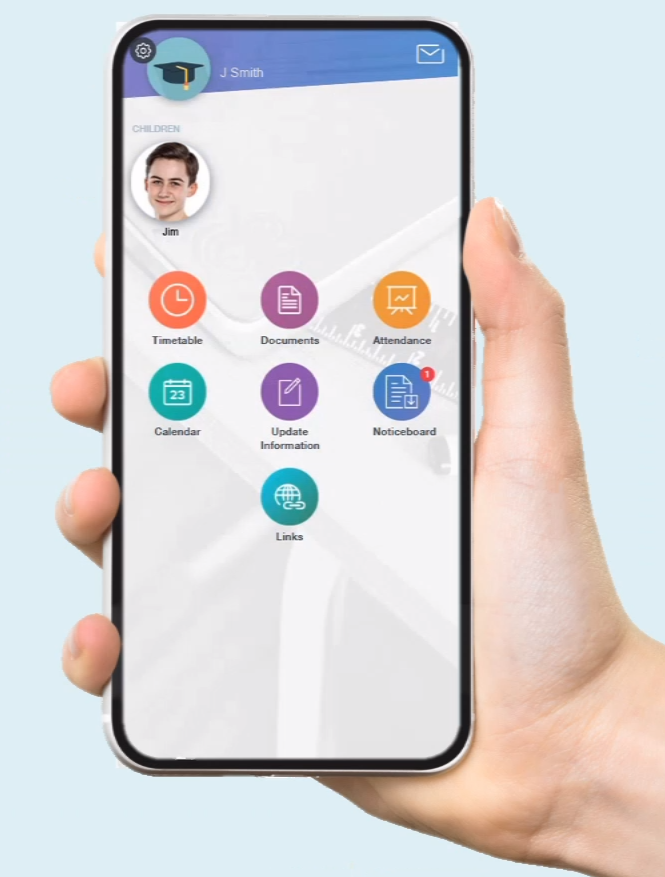 J Smith
CHILDREN
Jim
Timetable
Documents
Attendance
23
1
Calendar
Update
Information
Noticeboard
Links